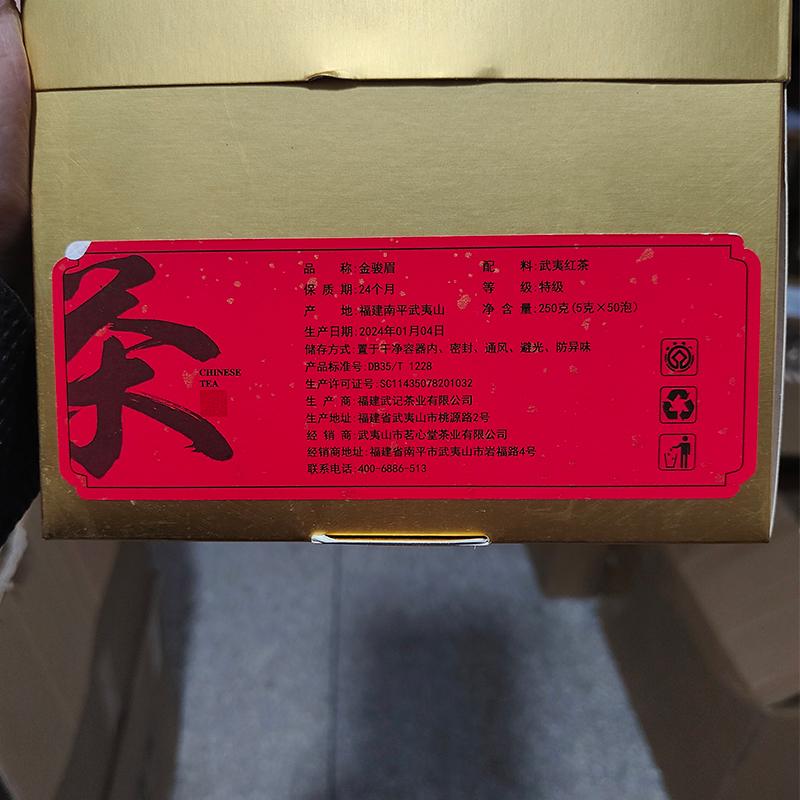 茶
CHINESE
TEA
品 称:金骏眉 配 料:武夷红茶
保 质 期:24个月 等 级:特级
产 地:福建南平武夷山 净 含 量:250克(5克×50泡)
生产日期:2024年01月04日
储存方式:置于干净容器内、密封、通风、避光、防异味
产品标准号:DB35/T 1228
生产许可证号:SC11435078201032
生 产 商:福建武记茶业有限公司
生产地址:福建省武夷山市桃源路2号
经 销 商:武夷山市茗心堂茶业有限公司
经销商地址:福建省南平市武夷山市岩福路4号
联系电话:400-6886-513